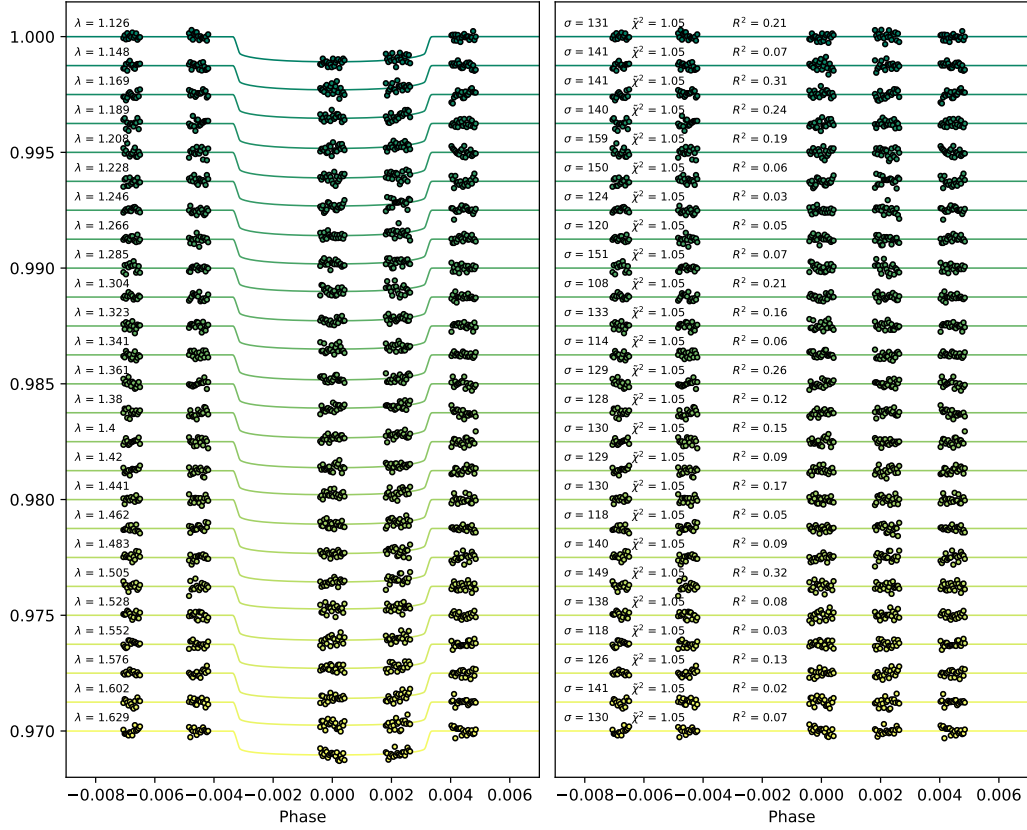 λ = 1.126
1.000
λ = 1.148
λ = 1.169
λ = 1.189
λ = 1.208
0.995
λ = 1.228
λ = 1.246
λ = 1.266
λ = 1.285
0.990
λ = 1.304
λ = 1.323
λ = 1.341
λ = 1.361
0.985
λ = 1.38
λ = 1.4
λ = 1.42
λ = 1.441
0.980
λ = 1.462
λ = 1.483
λ = 1.505
λ = 1.528
0.975
λ = 1.552
λ = 1.576
λ = 1.602
λ = 1.629
0.970
−0.008 −0.006 −0.004 −0.002 0.000 0.002 0.004 0.006
Phase
σ = 131 χ̃² = 1.05 R² = 0.21
σ = 141 χ̃² = 1.05 R² = 0.07
σ = 141 χ̃² = 1.05 R² = 0.31
σ = 140 χ̃² = 1.05 R² = 0.24
σ = 159 χ̃² = 1.05 R² = 0.19
σ = 150 χ̃² = 1.05 R² = 0.06
σ = 124 χ̃² = 1.05 R² = 0.03
σ = 120 χ̃² = 1.05 R² = 0.05
σ = 151 χ̃² = 1.05 R² = 0.07
σ = 108 χ̃² = 1.05 R² = 0.21
σ = 133 χ̃² = 1.05 R² = 0.16
σ = 114 χ̃² = 1.05 R² = 0.06
σ = 129 χ̃² = 1.05 R² = 0.26
σ = 128 χ̃² = 1.05 R² = 0.12
σ = 130 χ̃² = 1.05 R² = 0.15
σ = 129 χ̃² = 1.05 R² = 0.09
σ = 130 χ̃² = 1.05 R² = 0.17
σ = 118 χ̃² = 1.05 R² = 0.05
σ = 140 χ̃² = 1.05 R² = 0.09
σ = 149 χ̃² = 1.05 R² = 0.32
σ = 138 χ̃² = 1.05 R² = 0.08
σ = 118 χ̃² = 1.05 R² = 0.03
σ = 126 χ̃² = 1.05 R² = 0.13
σ = 141 χ̃² = 1.05 R² = 0.02
σ = 130 χ̃² = 1.05 R² = 0.07
−0.008 −0.006 −0.004 −0.002 0.000 0.002 0.004 0.006
Phase